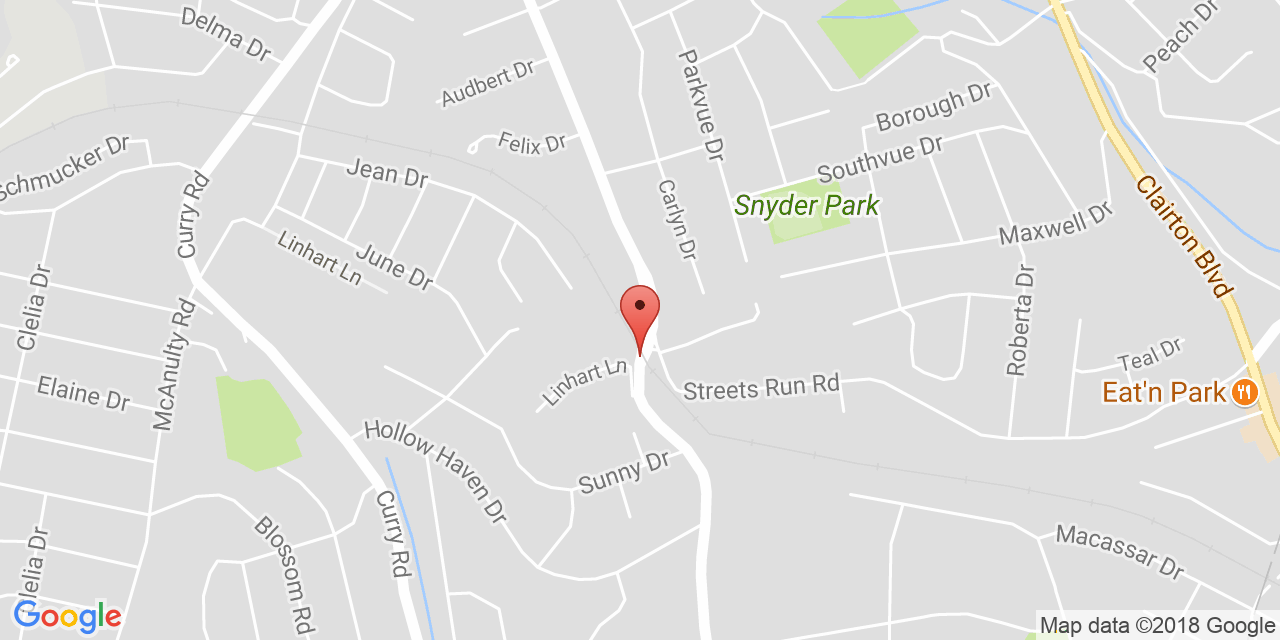 Delma Dr
Peach Dr
Audbert Dr
Parkvue Dr
Borough Dr
Felix Dr
Schmucker Dr
Jean Dr
Southvue Dr
Curry Rd
Carlyn Dr
Snyder Park
Clairton Blvd
Maxwell Dr
Linhart Ln
June Dr
Clelia Dr
McAnulty Rd
Roberta Dr
Teal Dr
Elaine Dr
Linhart Ln
Streets Run Rd
Eat'n Park
Hollow Haven Dr
Sunny Dr
Curry Rd
Blossom Rd
Macassar Dr
Clelia Dr
Google
Map data ©2018 Google